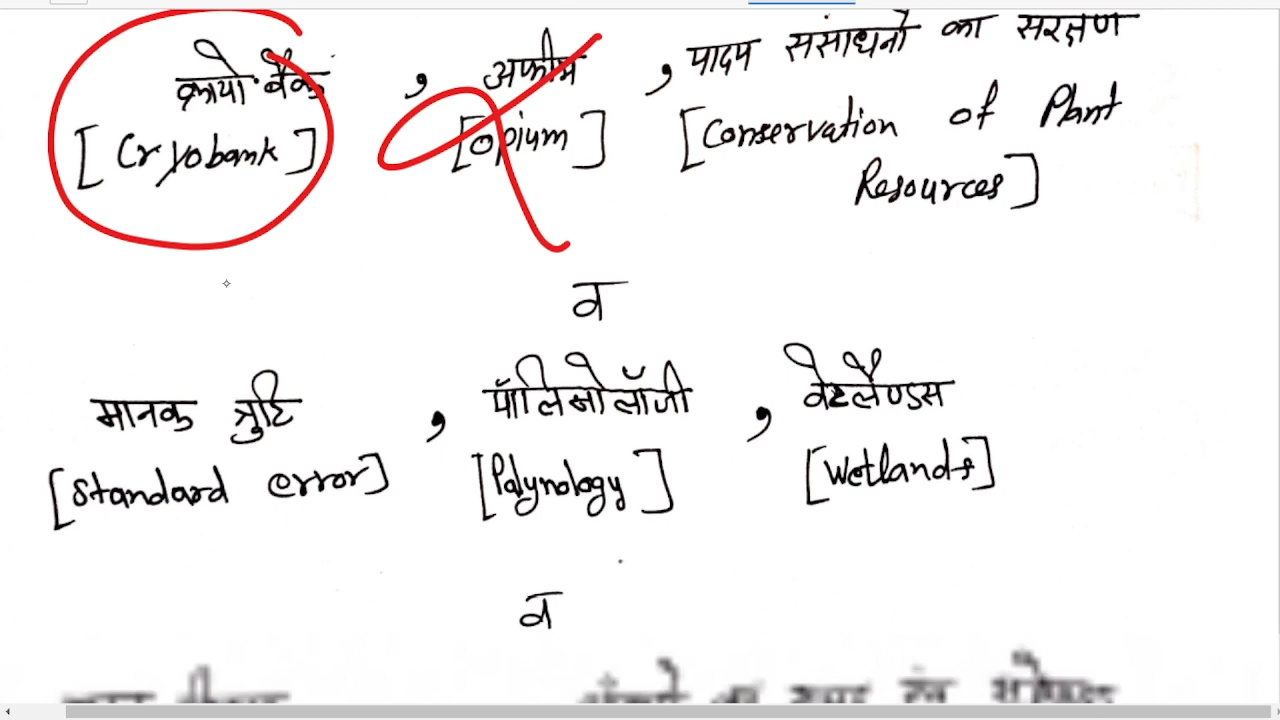 क्रायो बैंक , अफीम , पादप संसाधनों का संरक्षण
[Cryobank] [opium] [Conservation of Plant
Resources]
व
मानक त्रुटि , पॉलिनोलॉजी , वेटलैण्डस
[Standard error] [Palynology] [Wetlands]
व